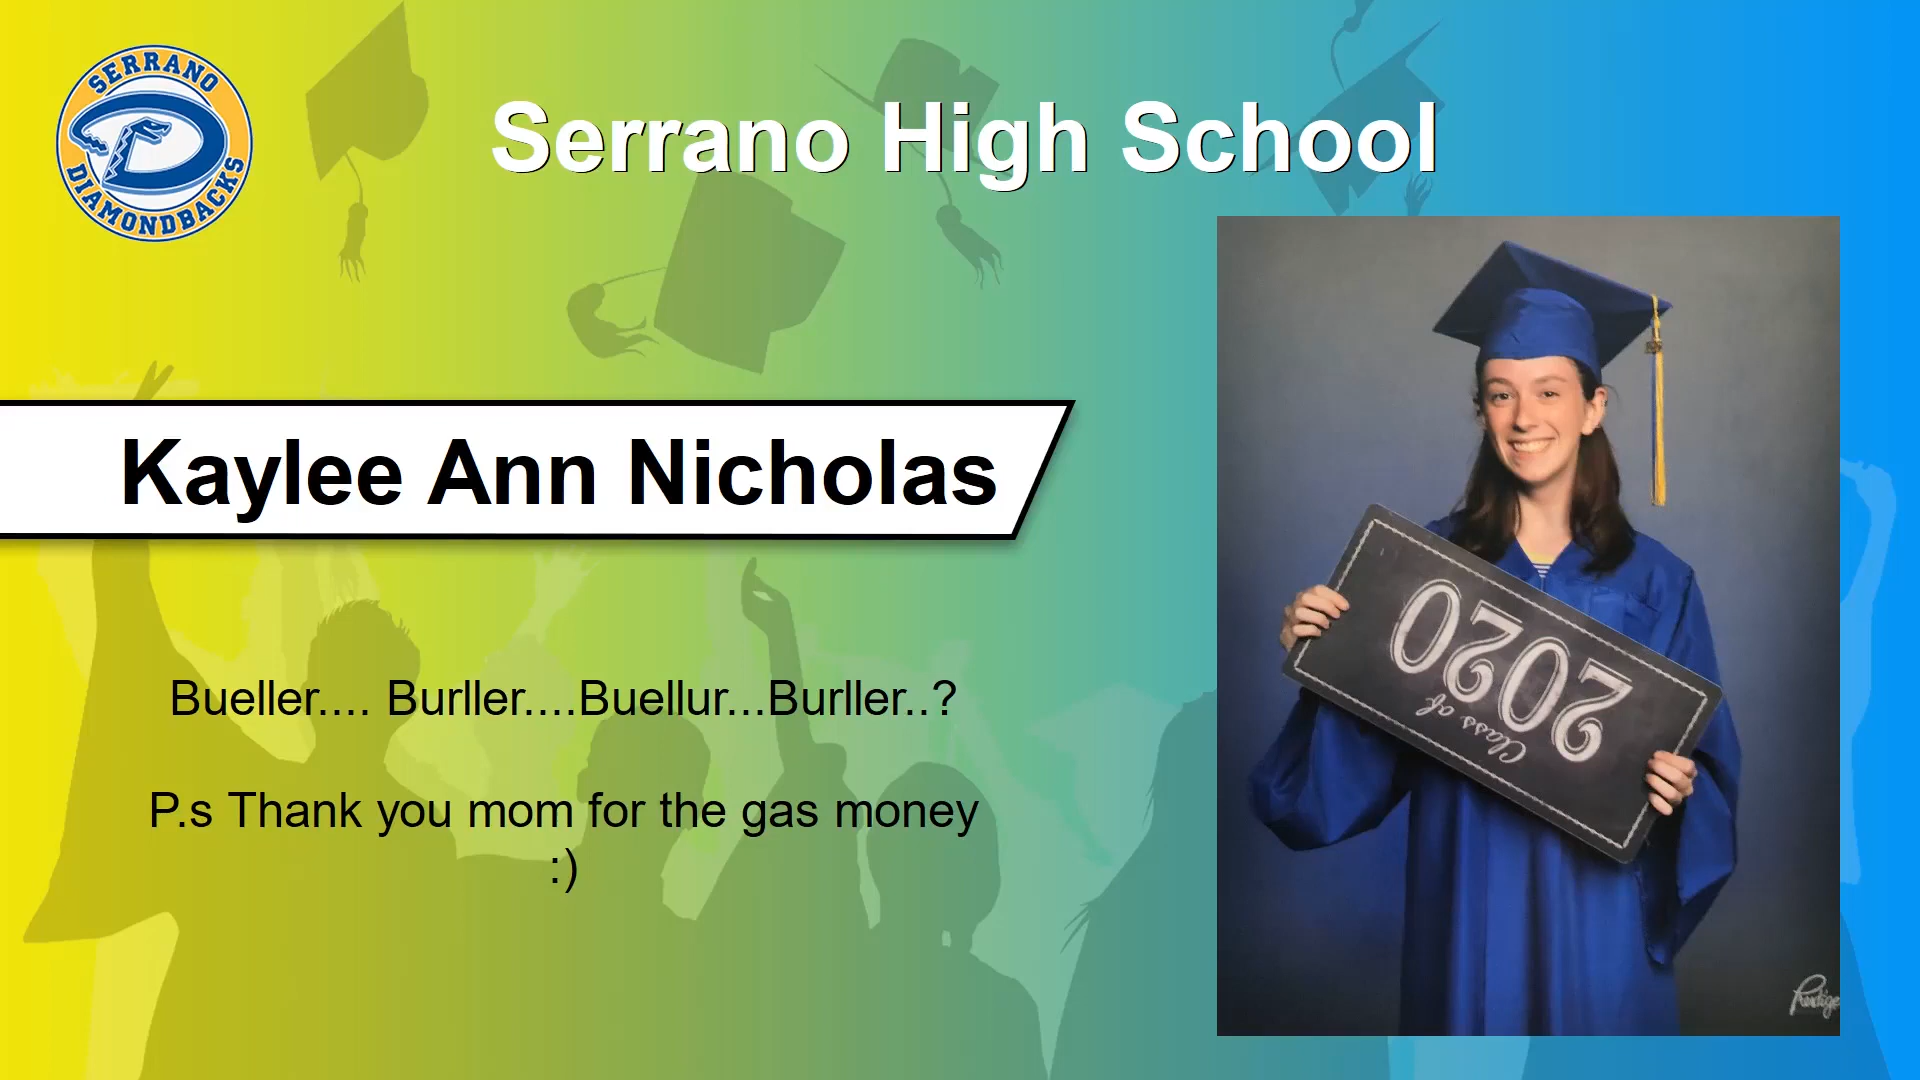 SERRANO
DIAMONDBACKS
Serrano High School
Kaylee Ann Nicholas
Bueller.... Burller....Buellur...Burller..?
P.s Thank you mom for the gas money
:)
Class of
2020
Prestige